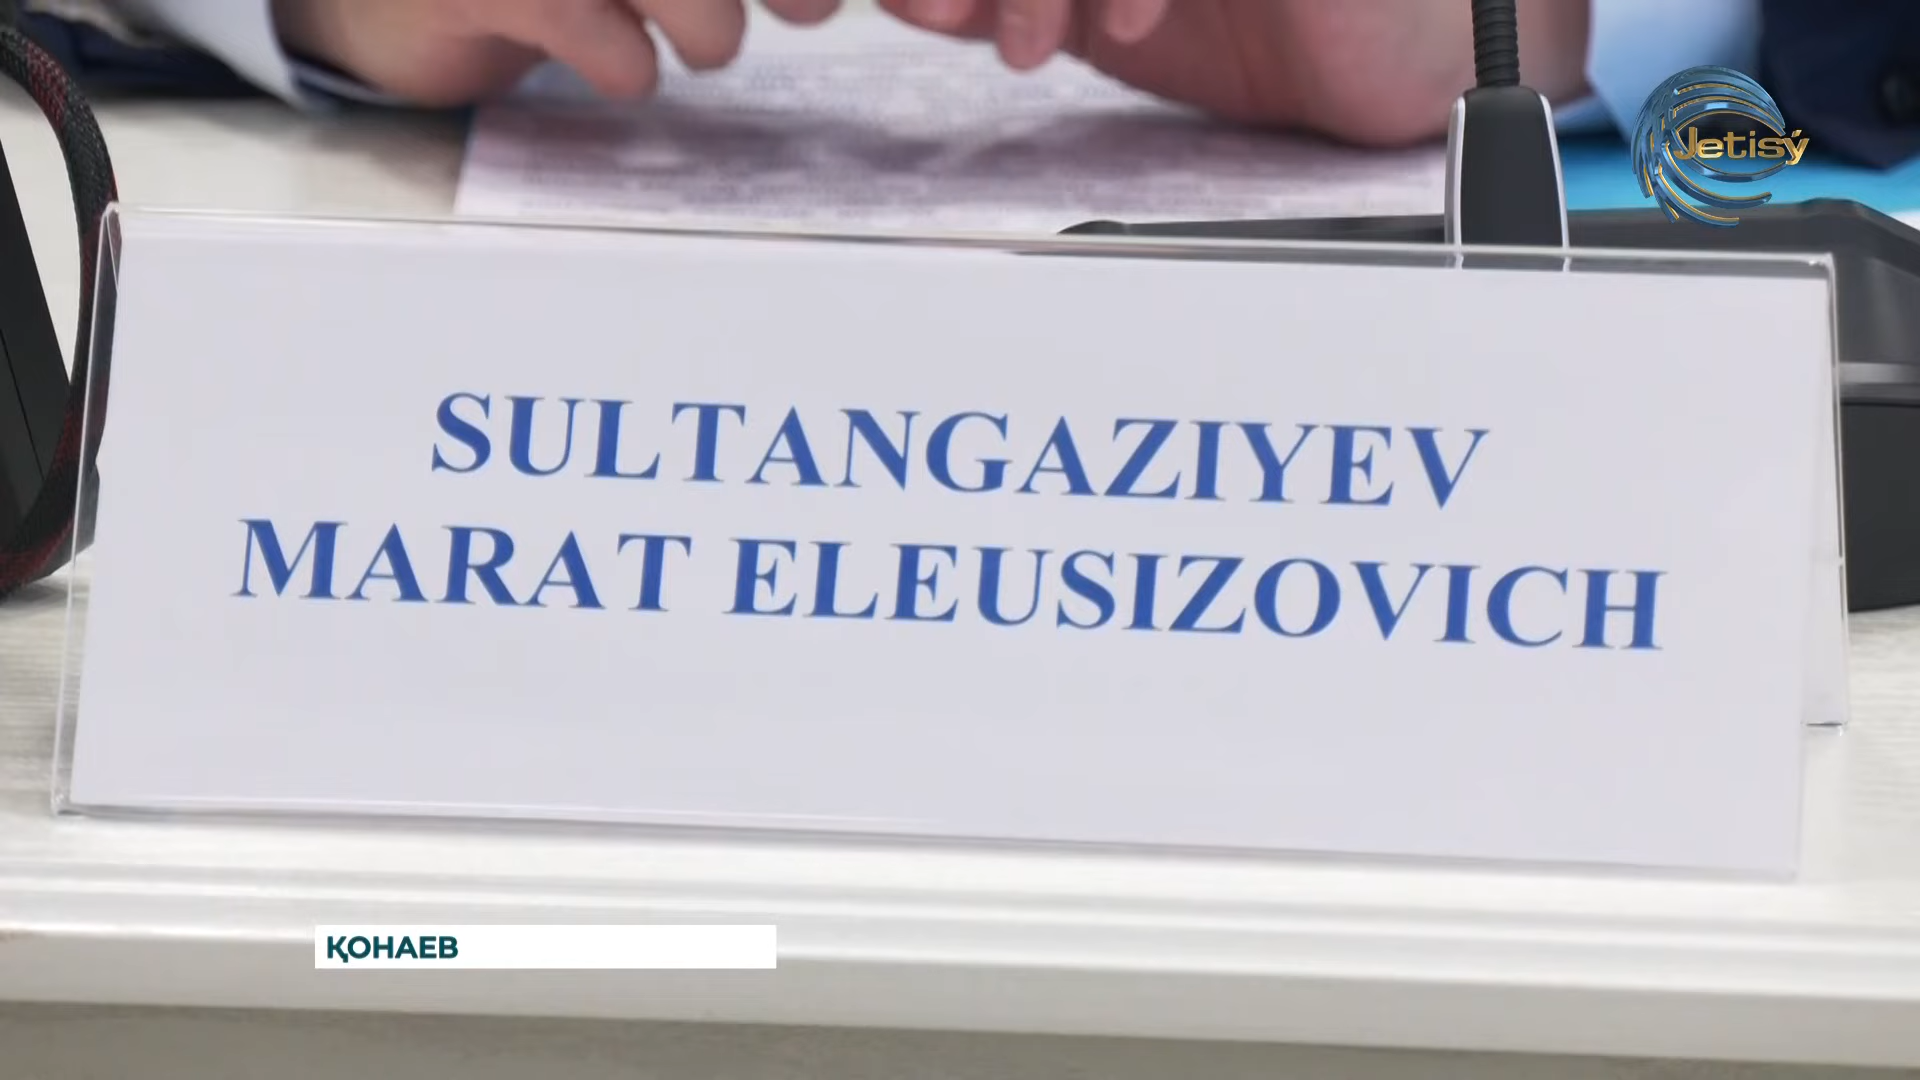 Jetisý
SULTANGAZIYEV
MARAT ELEUSIZOVICH
ҚОНАЕВ